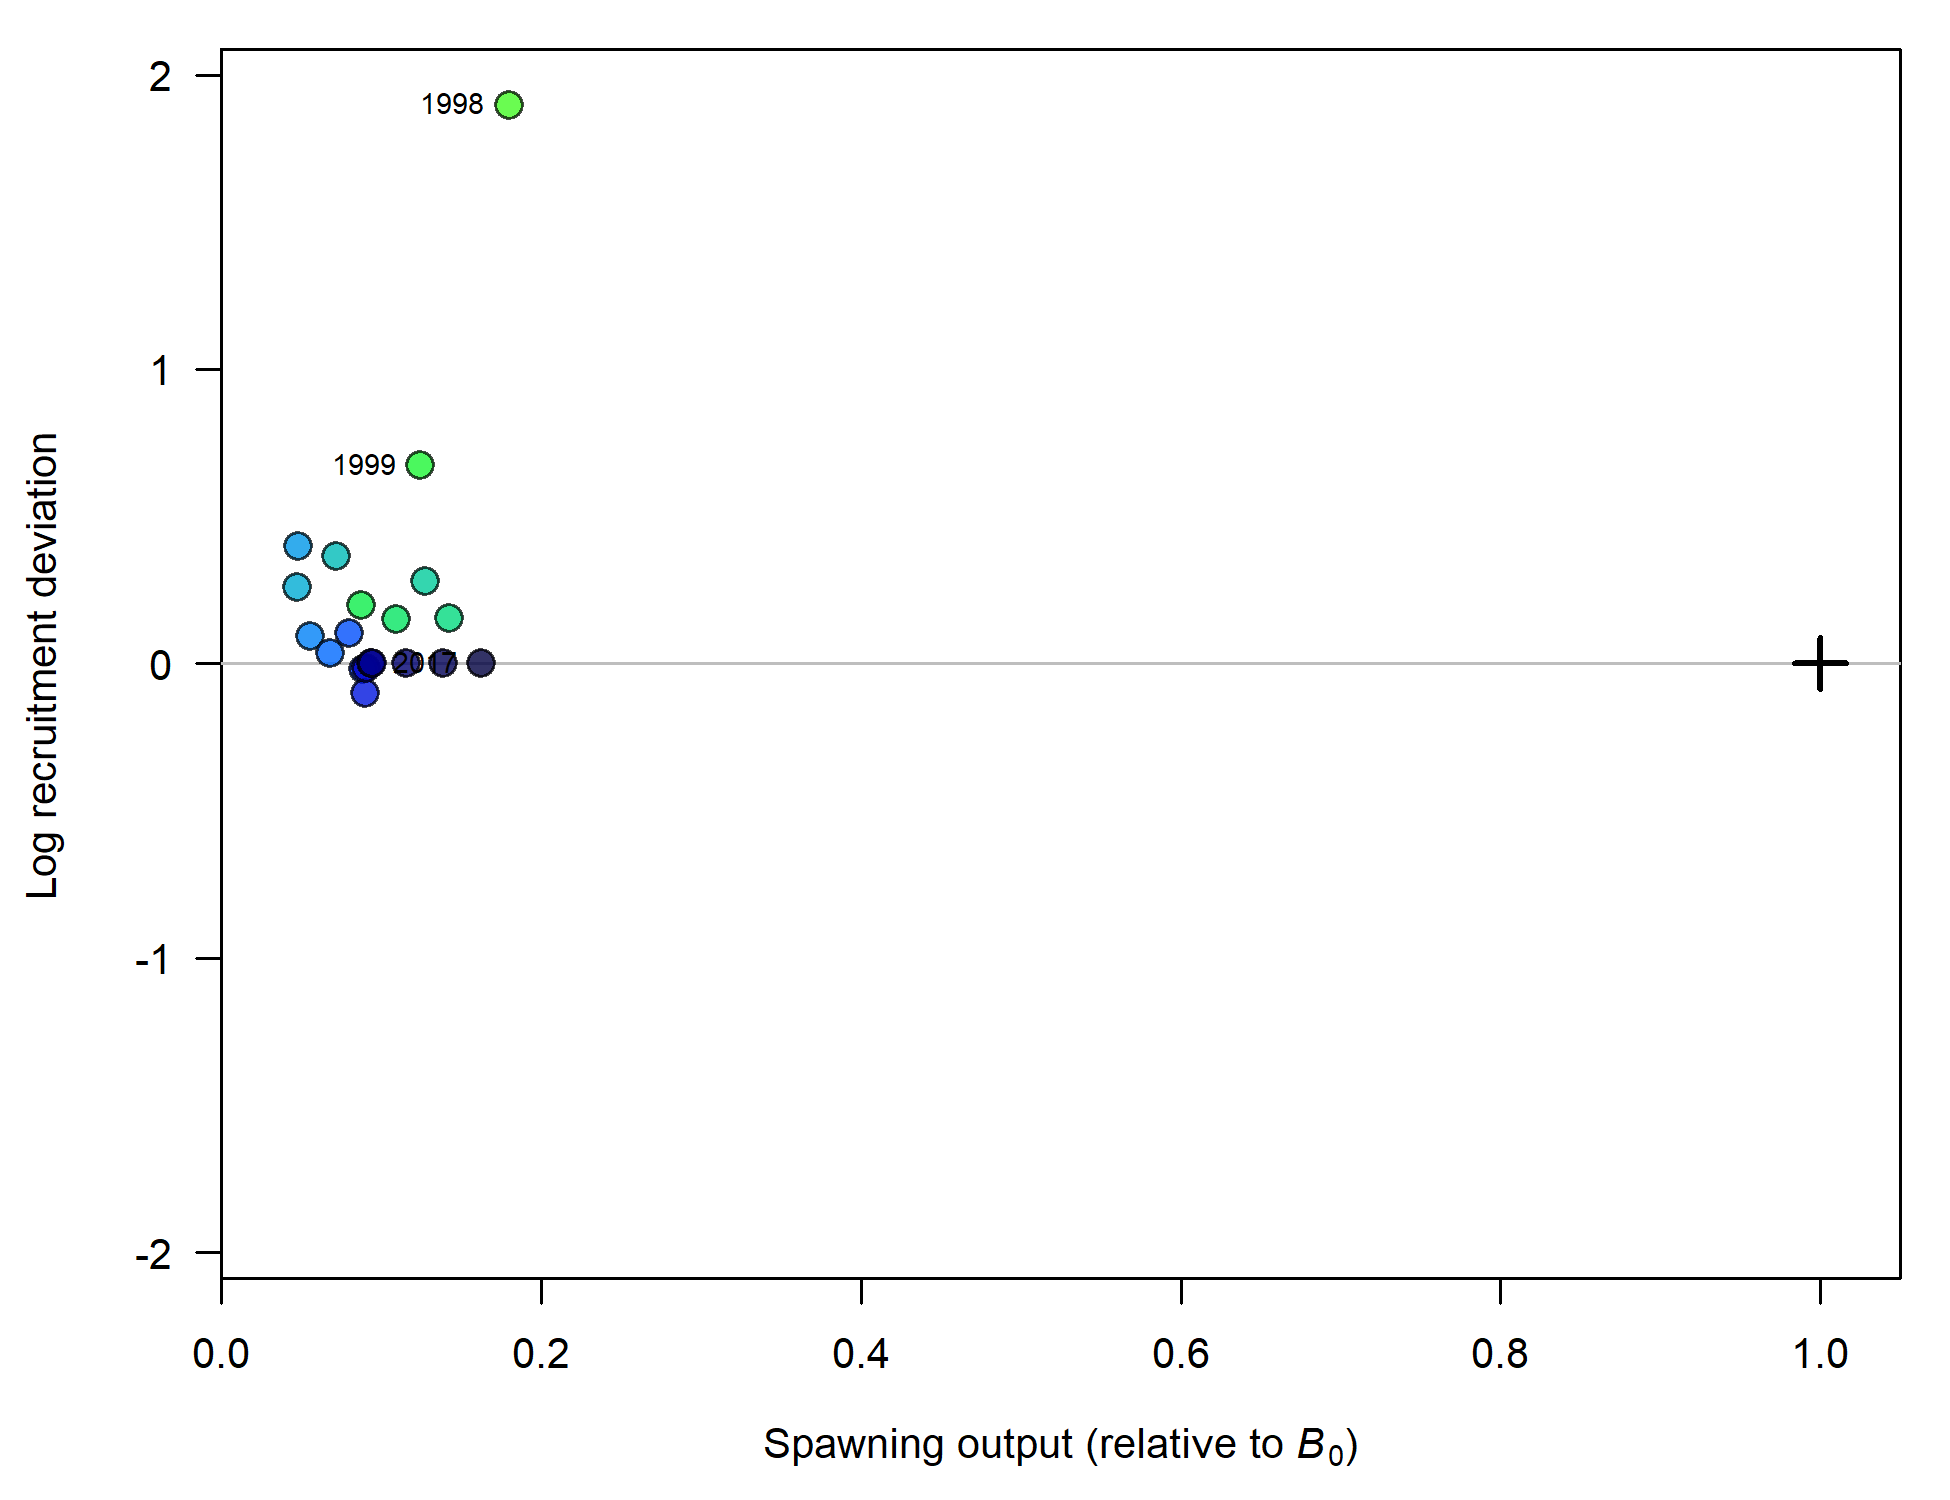 2
1998
1
1999
Log recruitment deviation
0
2017
-1
-2
0.0 0.2 0.4 0.6 0.8 1.0
Spawning output (relative to B₀)